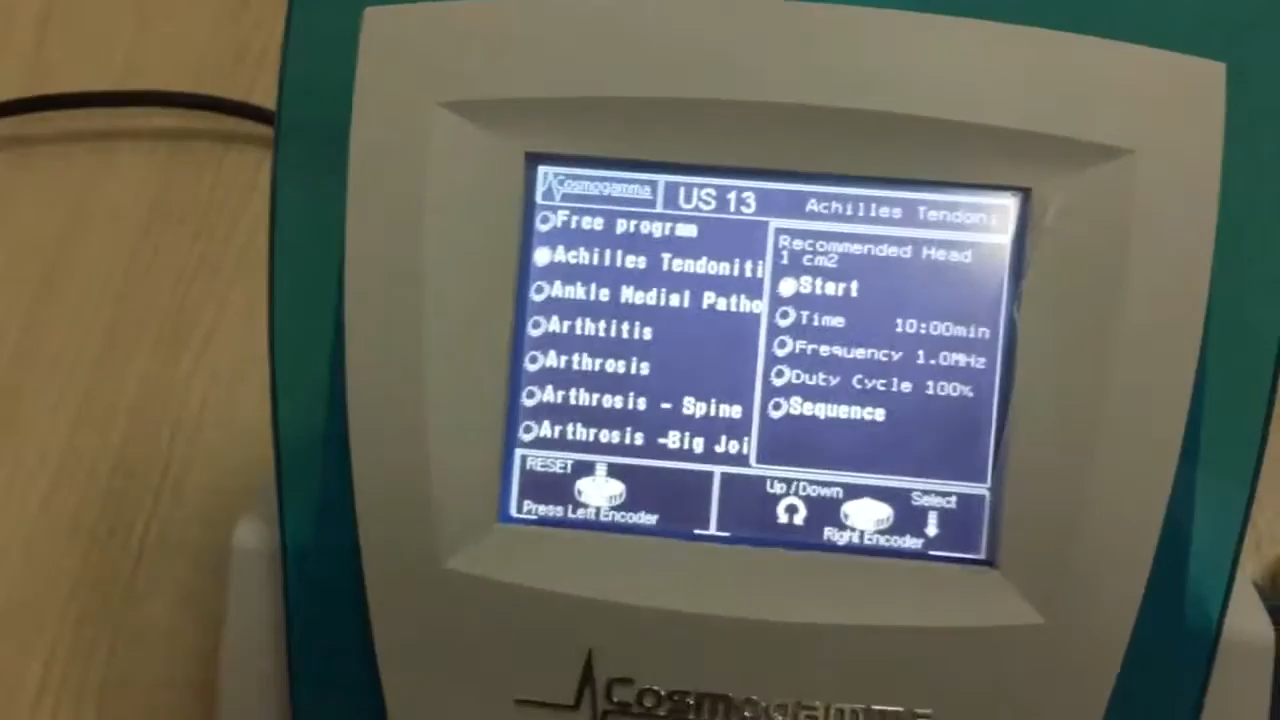 Cosmogamma US 13 Achilles Tendoni
Free program
Achilles Tendoniti
Ankle Medial Patho
Arthtitis
Arthrosis
Arthrosis - Spine
Arthrosis -Big Joi
Recommended Head
1 cm2
Start
Time 10:00min
Frequency 1.0MHz
Duty Cycle 100%
Sequence
RESET
Press Left Encoder
Up / Down
Select
Right Encoder
Cosmogamma